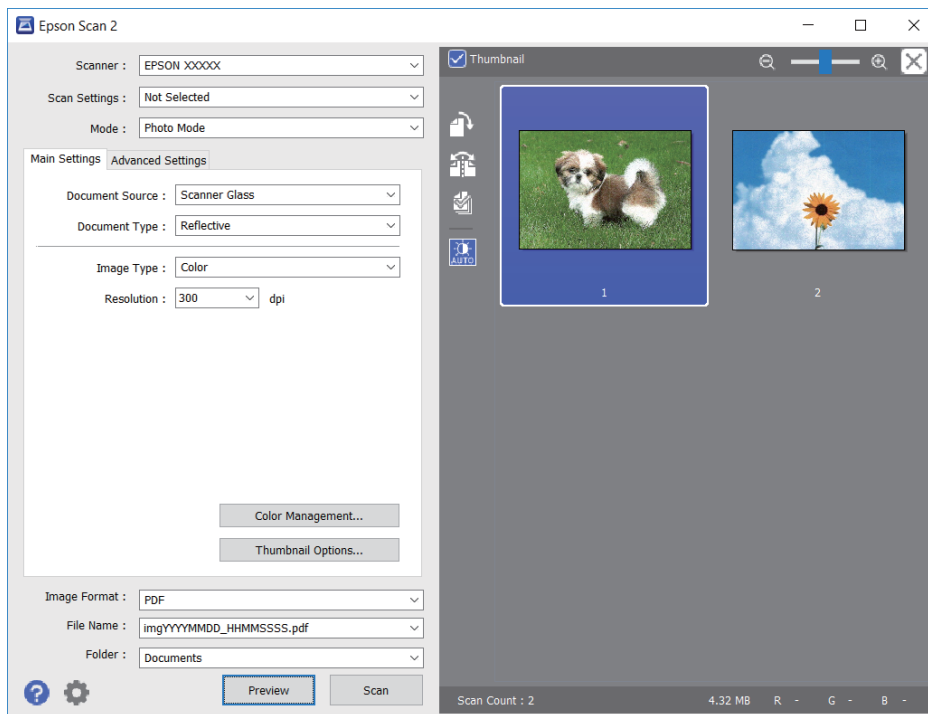 Epson Scan 2
Scanner : EPSON XXXXX
Scan Settings : Not Selected
Mode : Photo Mode
Main Settings Advanced Settings
Document Source : Scanner Glass
Document Type : Reflective
Image Type : Color
Resolution : 300 dpi
Color Management...
Thumbnail Options...
Image Format : PDF
File Name : imgYYYYMMDD_HHMMSSSS.pdf
Folder : Documents
Preview Scan
Thumbnail
AUTO
1 2
Scan Count : 2 4.32 MB R - G - B -